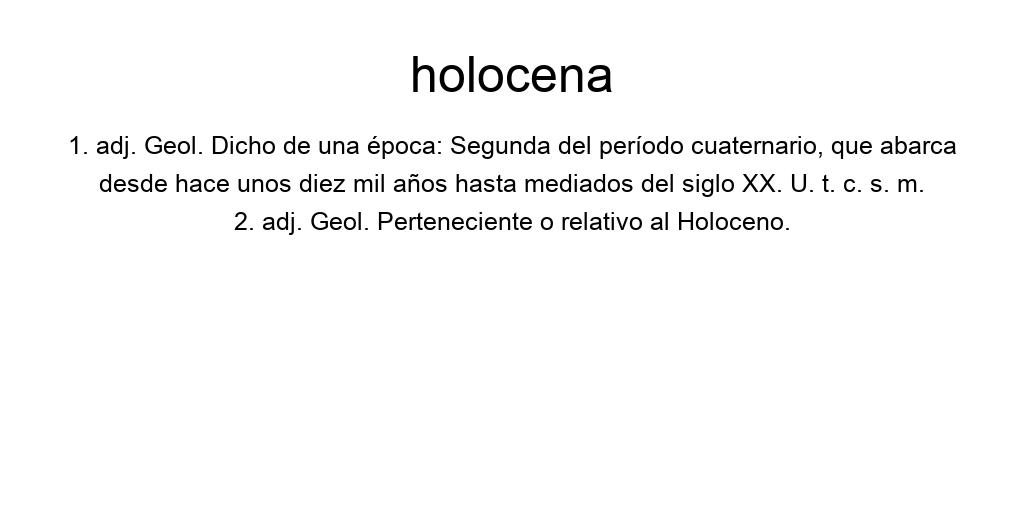 holocena
1. adj. Geol. Dicho de una época: Segunda del período cuaternario, que abarca
desde hace unos diez mil años hasta mediados del siglo XX. U. t. c. s. m.
2. adj. Geol. Perteneciente o relativo al Holoceno.